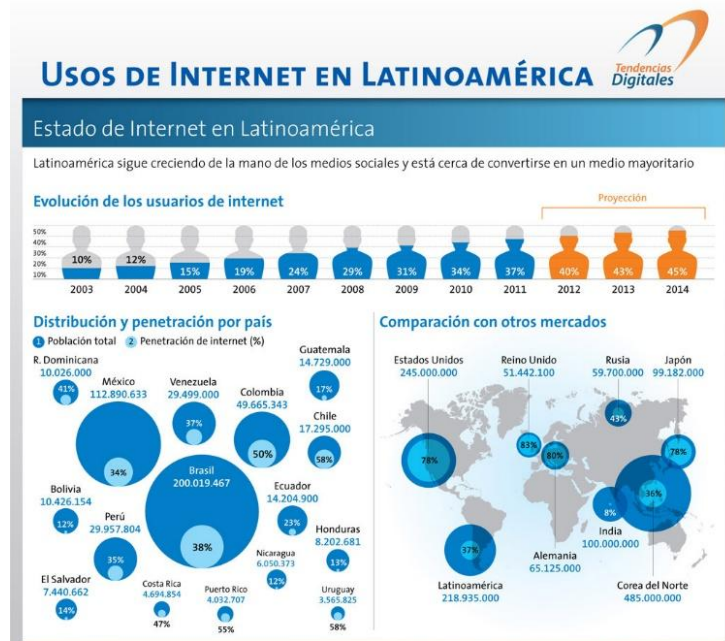 Tendencias
Digitales
USOS DE INTERNET EN LATINOAMÉRICA
Estado de Internet en Latinoamérica
Latinoamérica sigue creciendo de la mano de los medios sociales y está cerca de convertirse en un medio mayoritario
Evolución de los usuarios de internet
Proyección
50%
40%
30%
20%
10%
10% 12% 15% 19% 24% 29% 31% 34% 37% 40% 43% 45%
2003 2004 2005 2006 2007 2008 2009 2010 2011 2012 2013 2014
Distribución y penetración por país
1 Población total 2 Penetración de internet (%)
R. Dominicana
10.026.000
41%
México
112.890.633
34%
Venezuela
29.499.000
37%
Colombia
49.665.343
50%
Guatemala
14.729.000
17%
Chile
17.295.000
58%
Brasil
200.019.467
38%
Bolivia
10.426.154
12%
Perú
29.957.804
35%
Ecuador
14.204.900
23%
Honduras
8.202.681
13%
Nicaragua
6.050.373
12%
El Salvador
7.440.662
14%
Costa Rica
4.694.854
47%
Puerto Rico
4.032.707
55%
Uruguay
3.565.825
58%
Comparación con otros mercados
Estados Unidos
245.000.000
78%
Reino Unido
51.442.100
83%
Rusia
59.700.000
43%
Japón
99.182.000
78%
80%
Alemania
65.125.000
8%
India
100.000.000
36%
Corea del Norte
485.000.000
37%
Latinoamérica
218.935.000